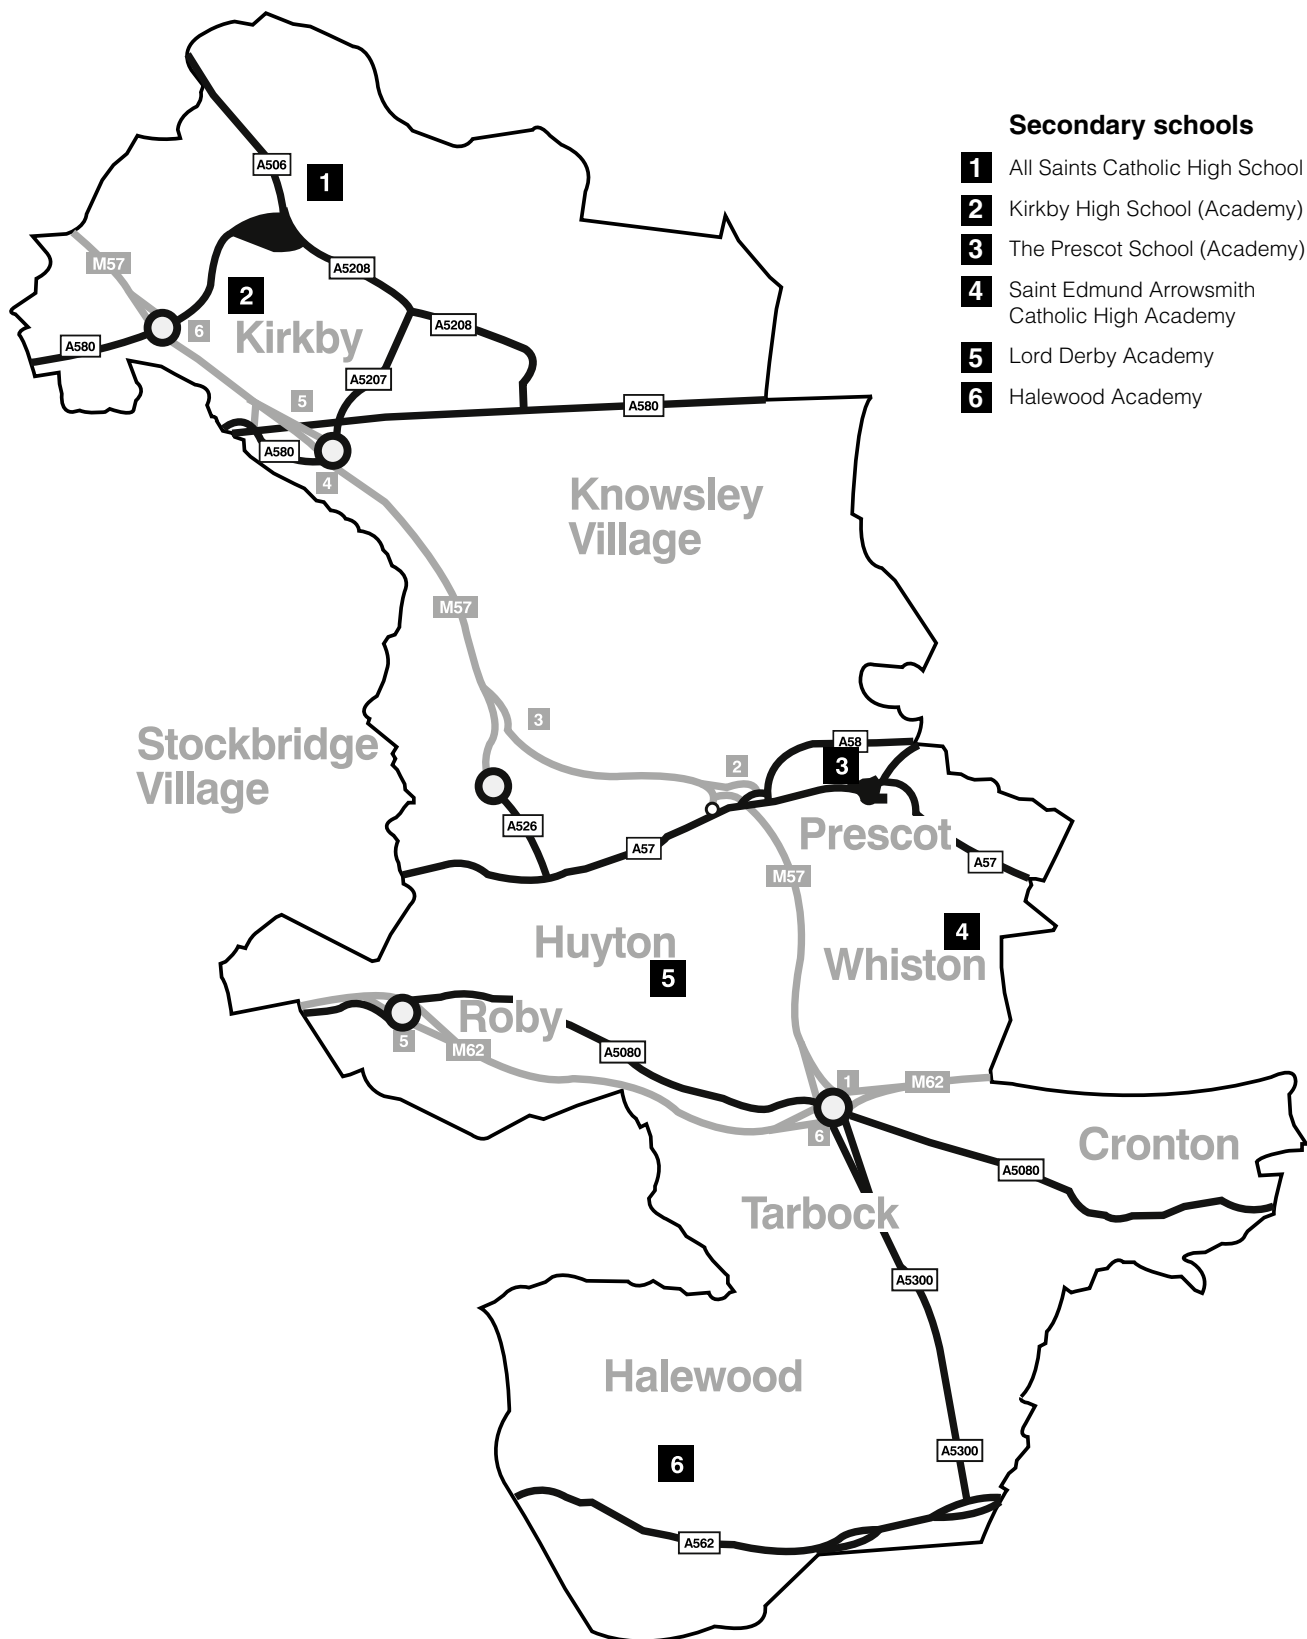 Secondary schools
1 All Saints Catholic High School
2 Kirkby High School (Academy)
3 The Prescot School (Academy)
4 Saint Edmund Arrowsmith
Catholic High Academy
5 Lord Derby Academy
6 Halewood Academy
A506
1
M57
A5208
2
6
Kirkby
A5208
A580
A5207
5
A580
A580
4
Knowsley
Village
M57
3
Stockbridge
Village
A58
2
3
A526
Prescot
A57
A57
M57
Huyton
4
Whiston
5
Roby
5
M62
A5080
1
M62
6
Cronton
A5080
Tarbock
A5300
Halewood
A5300
6
A562